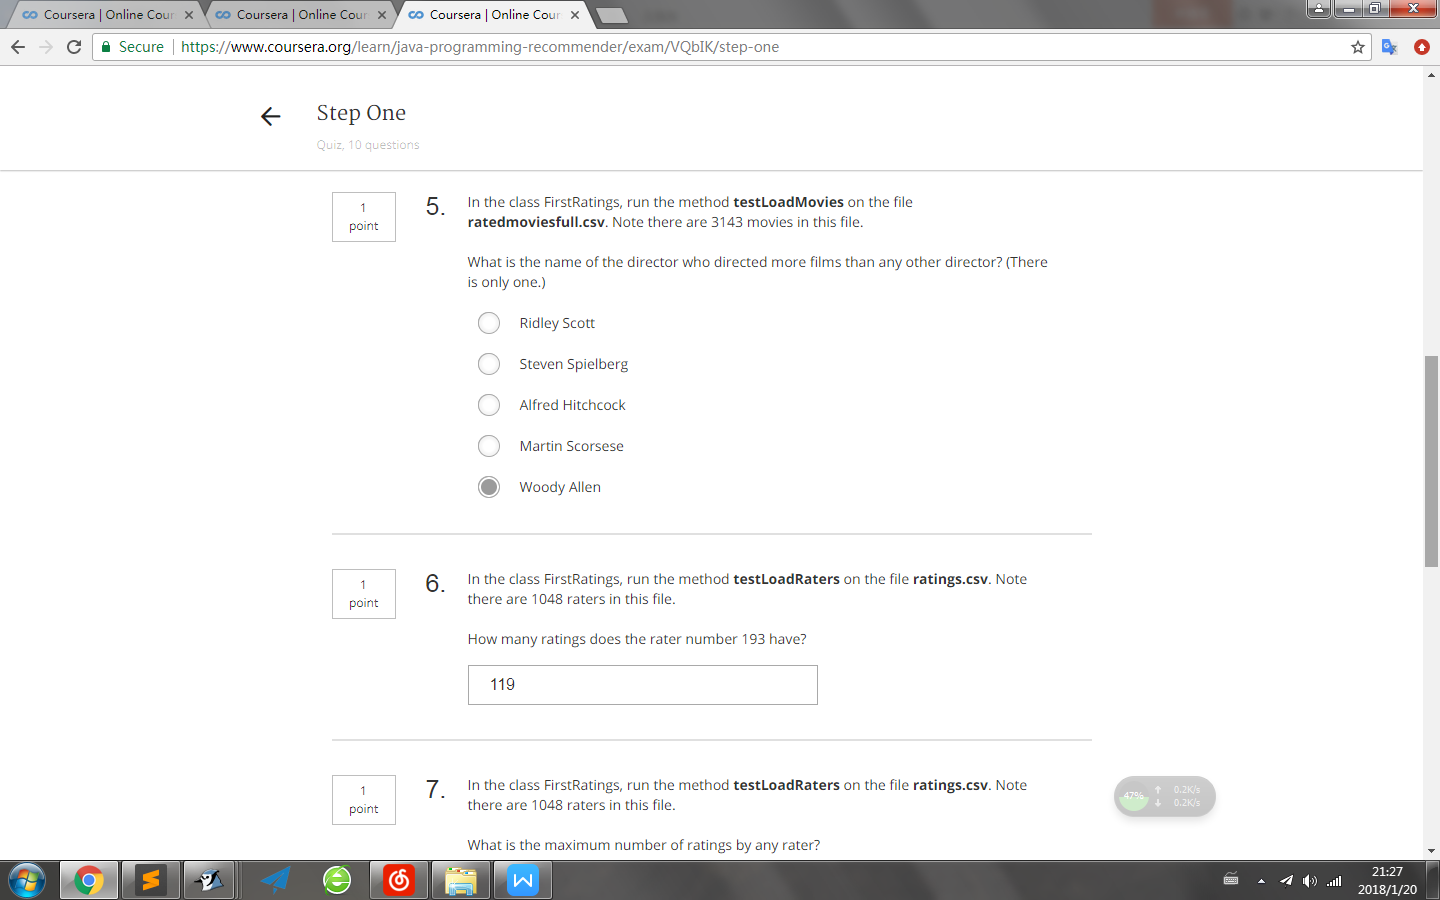 Coursera | Online Cour
Coursera | Online Cour
Coursera | Online Cour
Secure
https://www.coursera.org/learn/java-programming-recommender/exam/VQbIK/step-one
Step One
Quiz, 10 questions
1
point
5.
In the class FirstRatings, run the method testLoadMovies on the file
ratedmoviesfull.csv. Note there are 3143 movies in this file.
What is the name of the director who directed more films than any other director? (There
is only one.)
Ridley Scott
Steven Spielberg
Alfred Hitchcock
Martin Scorsese
Woody Allen
1
point
6.
In the class FirstRatings, run the method testLoadRaters on the file ratings.csv. Note
there are 1048 raters in this file.
How many ratings does the rater number 193 have?
119
1
point
7.
In the class FirstRatings, run the method testLoadRaters on the file ratings.csv. Note
there are 1048 raters in this file.
What is the maximum number of ratings by any rater?
47%
0.2K/s
0.2K/s
21:27
2018/1/20